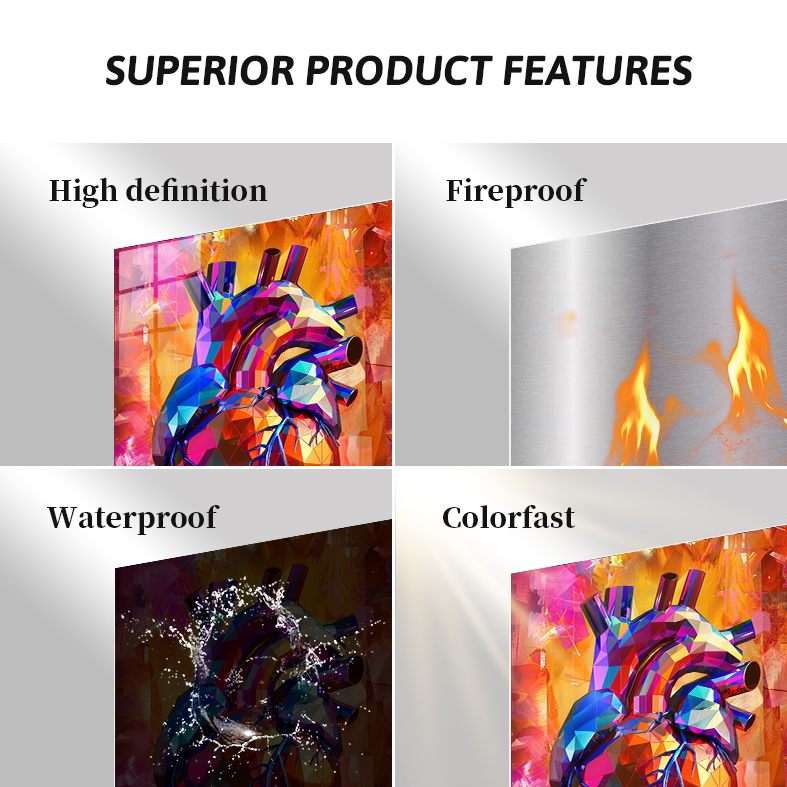 SUPERIOR PRODUCT FEATURES
High definition
Fireproof
Waterproof
Colorfast